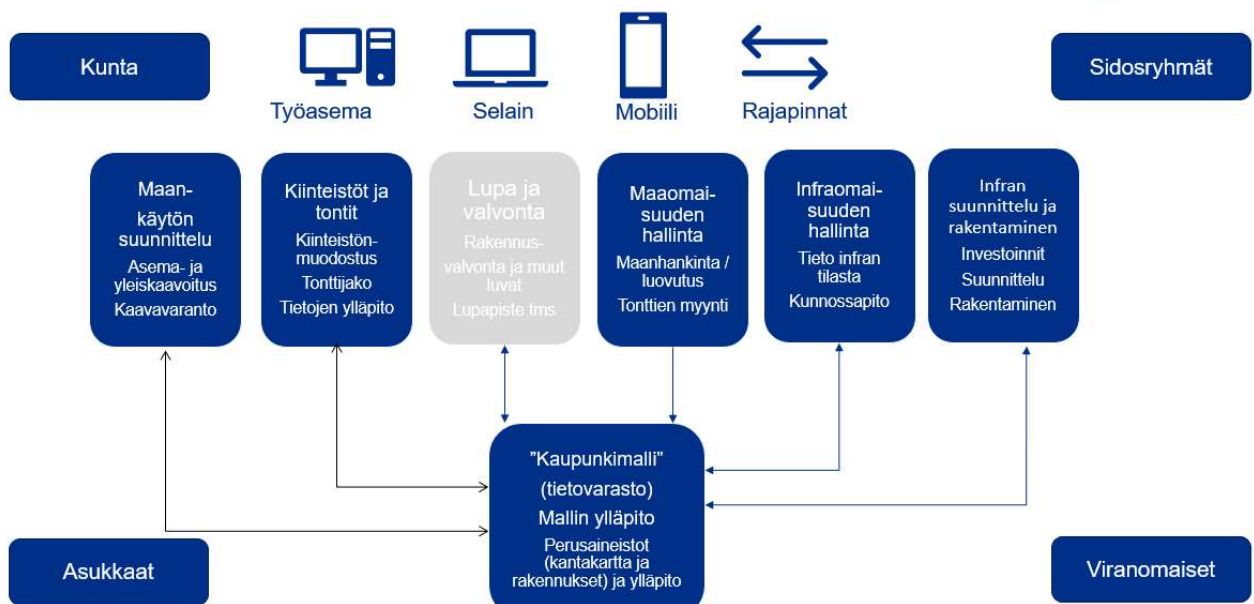 Kunta
Työasema
Selain
Mobiili
Rajapinnat
Sidosryhmät
Maan-
käytön
suunnittelu
Asema- ja
yleiskaavoitus
Kaavavaranto
Kiinteistöt ja
tontit
Kiinteistön-
muodostus
Tonttijako
Tietojen ylläpito
Lupa ja
valvonta
Rakennus-
valvonta ja muut
luvat
Lupapiste tms
Maaomai-
suuden
hallinta
Maanhankinta /
luovutus
Tonttien myynti
Infraomai-
suuden
hallinta
Tieto infran
tilasta
Kunnossapito
Infran
suunnittelu ja
rakentaminen
Investoinnit
Suunnittelu
Rakentaminen
”Kaupunkimalli”
(tietovarasto)
Mallin ylläpito
Perusaineistot
(kantakartta ja
rakennukset) ja ylläpito
Asukkaat
Viranomaiset